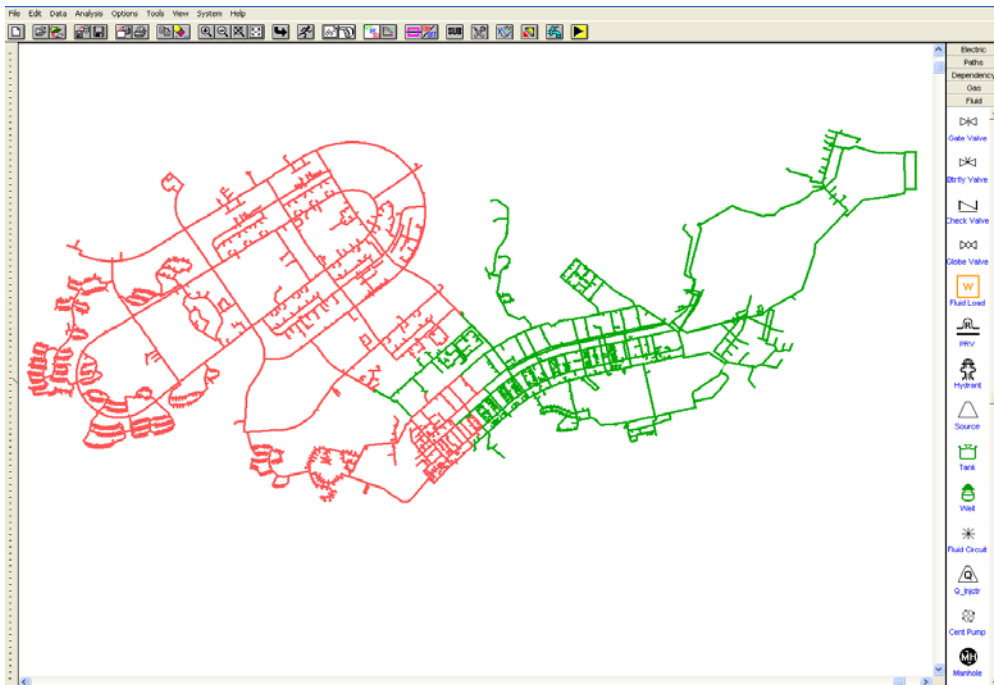 File Edit Data Analysis Options Tools View System Help
SUB
Electric
Paths
Dependency
Gas
Fluid
Gate Valve
Btrfly Valve
Check Valve
Globe Valve
W
Fluid Load
R
PRV
Hydrant
Source
Tank
Well
Fluid Circuit
Q
Q_Injctr
Cent Pump
MH
Manhole